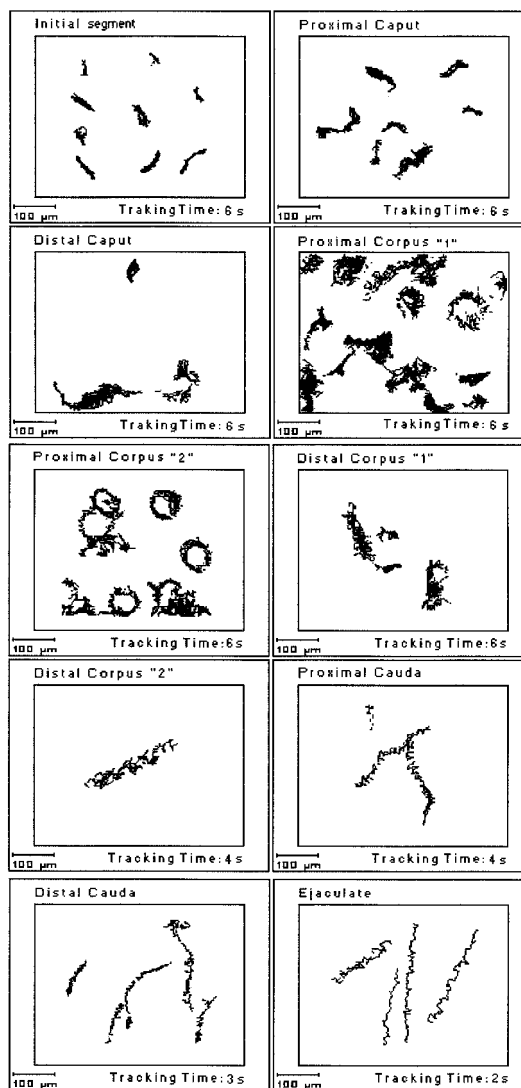 Initial segment
100 µm
TrakingTime: 6 s
Proximal Caput
100 µm
TrakingTime: 6 s
Distal Caput
100 µm
TrakingTime: 6 s
Proximal Corpus "1"
100 µm
TrakingTime: 6 s
Proximal Corpus "2"
100 µm
Tracking Time: 6 s
Distal Corpus "1"
100 µm
Tracking Time: 6 s
Distal Corpus "2"
100 µm
Tracking Time: 4 s
Proximal Cauda
100 µm
Tracking Time: 4 s
Distal Cauda
100 µm
Tracking Time: 3 s
Ejaculate
100 µm
Tracking Time: 2 s